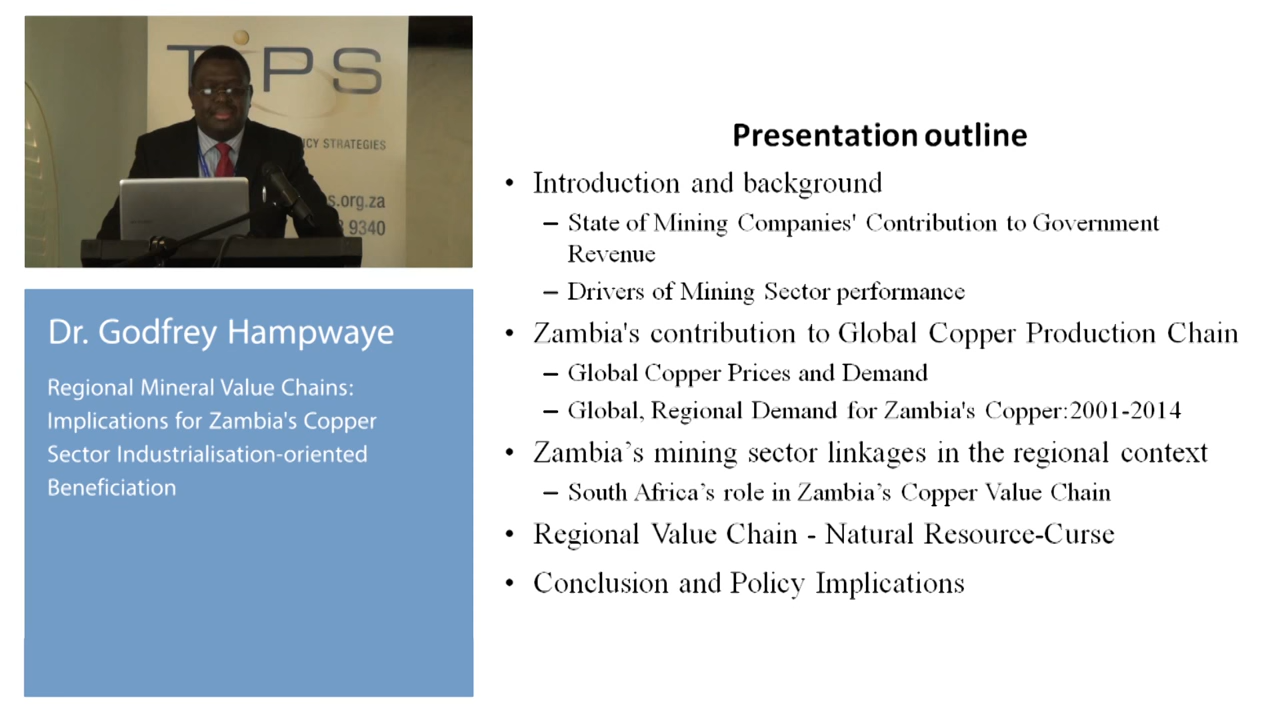 TiPS
ICY STRATEGIES
s.org.za
9340
Dr. Godfrey Hampwaye
Regional Mineral Value Chains:
Implications for Zambia's Copper
Sector Industrialisation-oriented
Beneficiation
Presentation outline
• Introduction and background
– State of Mining Companies' Contribution to Government
Revenue
– Drivers of Mining Sector performance
• Zambia's contribution to Global Copper Production Chain
– Global Copper Prices and Demand
– Global, Regional Demand for Zambia's Copper:2001-2014
• Zambia’s mining sector linkages in the regional context
– South Africa’s role in Zambia’s Copper Value Chain
• Regional Value Chain - Natural Resource-Curse
• Conclusion and Policy Implications